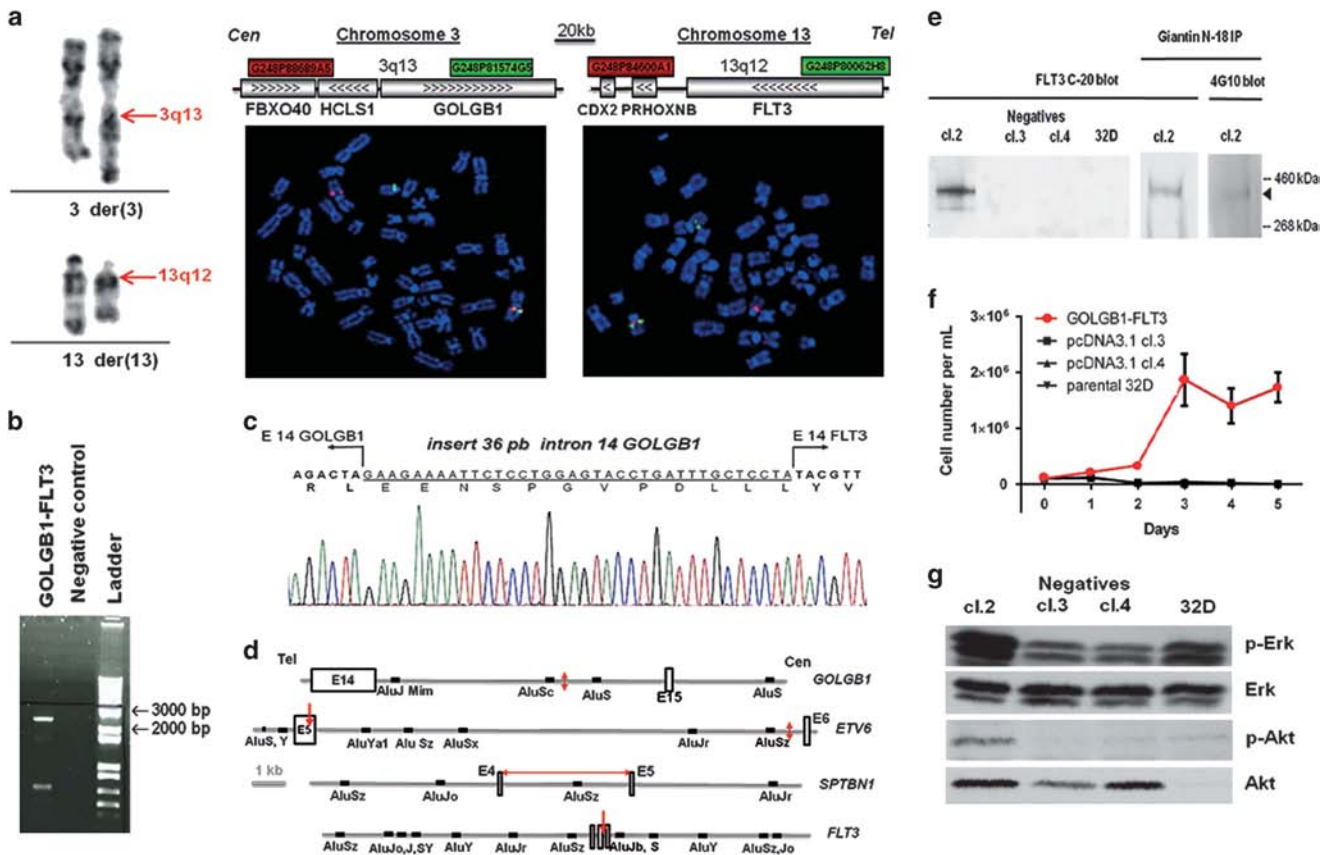 a
3q13
3 der(3)
13q12
13 der(13)
Cen
Chromosome 3
20kb
Chromosome 13
Tel
G248P88689A5
3q13
G248P81574G5
G248P84600A1
13q12
G248P80062H8
>>>>>>
>>>>>>>
>>>>>>>>>>>>
<
<<
<<<<<<<<
FBXO40
HCLS1
GOLGB1
CDX2
PRHOXNB
FLT3
b
GOLGB1-FLT3
Negative control
Ladder
3000 bp
2000 bp
c
E 14 GOLGB1
insert 36 pb intron 14 GOLGB1
E 14 FLT3
AGACTAGAAGAAAATTCTCCTGGAGTACCTGATTTGCTCCTATACGTT
R L E E N S P G V P D L L L Y V
d
Tel
Cen
E14
AluJ Mim
AluSc
AluS
E15
AluS
GOLGB1
AluS, Y
E5
AluYa1
Alu Sz
AluSx
AluJr
AluSz
E6
ETV6
1 kb
AluSz
AluJo
E4
AluSz
E5
AluJr
SPTBN1
AluSz
AluJo,J,SY
AluY
AluJr
AluSz
AluJb, S
AluY
AluSz,Jo
FLT3
e
Giantin N-18 IP
FLT3 C-20 blot
4G10 blot
Negatives
cl.2
cl.3
cl.4
32D
cl.2
cl.2
460 kDa
268 kDa
f
Cell number per mL
3×10⁶
2×10⁶
1×10⁶
0
GOLGB1-FLT3
pcDNA3.1 cl.3
pcDNA3.1 cl.4
parental 32D
0 1 2 3 4 5
Days
g
Negatives
cl.2
cl.3
cl.4
32D
p-Erk
Erk
p-Akt
Akt